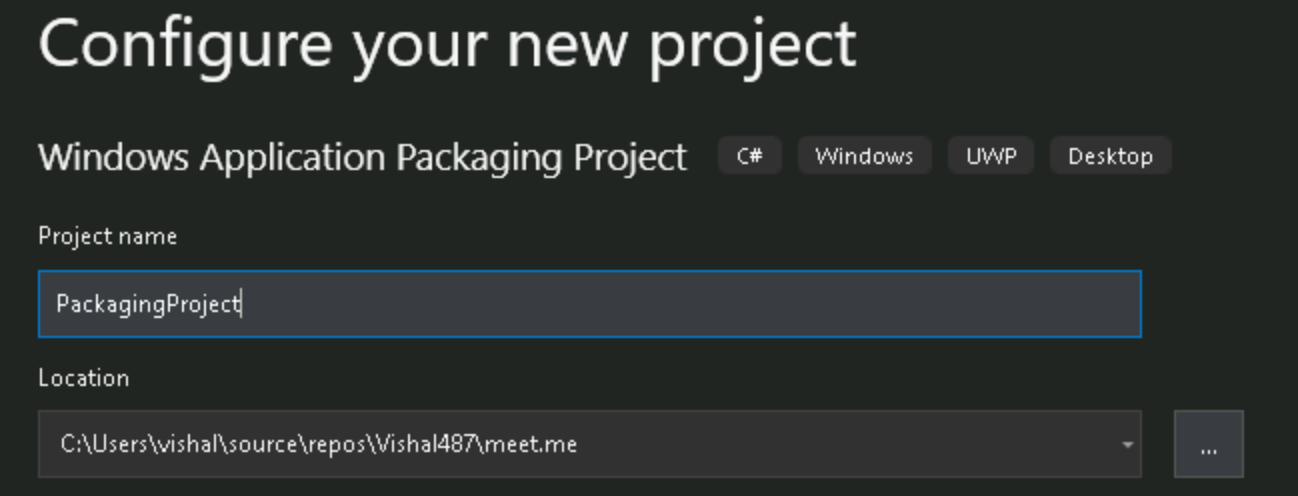 Configure your new project
Windows Application Packaging Project C# Windows UWP Desktop
Project name
PackagingProject
Location
C:\Users\vishal\source\repos\Vishal487\meet.me ...